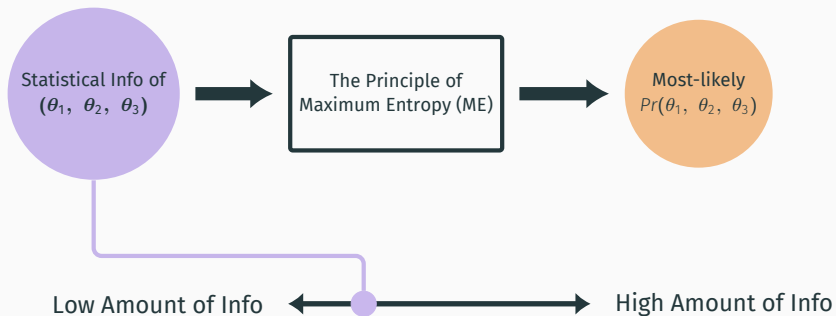 Statistical Info of
(θ₁, θ₂, θ₃)
The Principle of
Maximum Entropy (ME)
Most-likely
Pr(θ₁, θ₂, θ₃)
Low Amount of Info
High Amount of Info